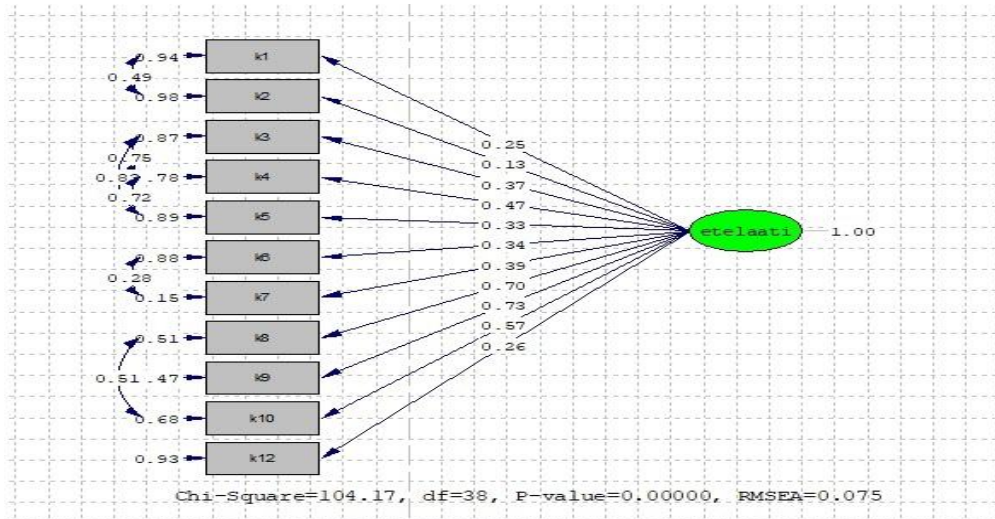 0.94 k1
0.49
0.98 k2
0.25
0.87 k3
0.13
0.75
0.37
0.83 .78 k4
0.47
0.72
0.89 k5
0.33
etelaati 1.00
0.34
0.88 k6
0.39
0.28
0.70
0.15 k7
0.73
0.57
0.51 k8
0.26
0.51 .47 k9
0.68 k10
0.93 k12
Chi-Square=104.17, df=38, P-value=0.00000, RMSEA=0.075